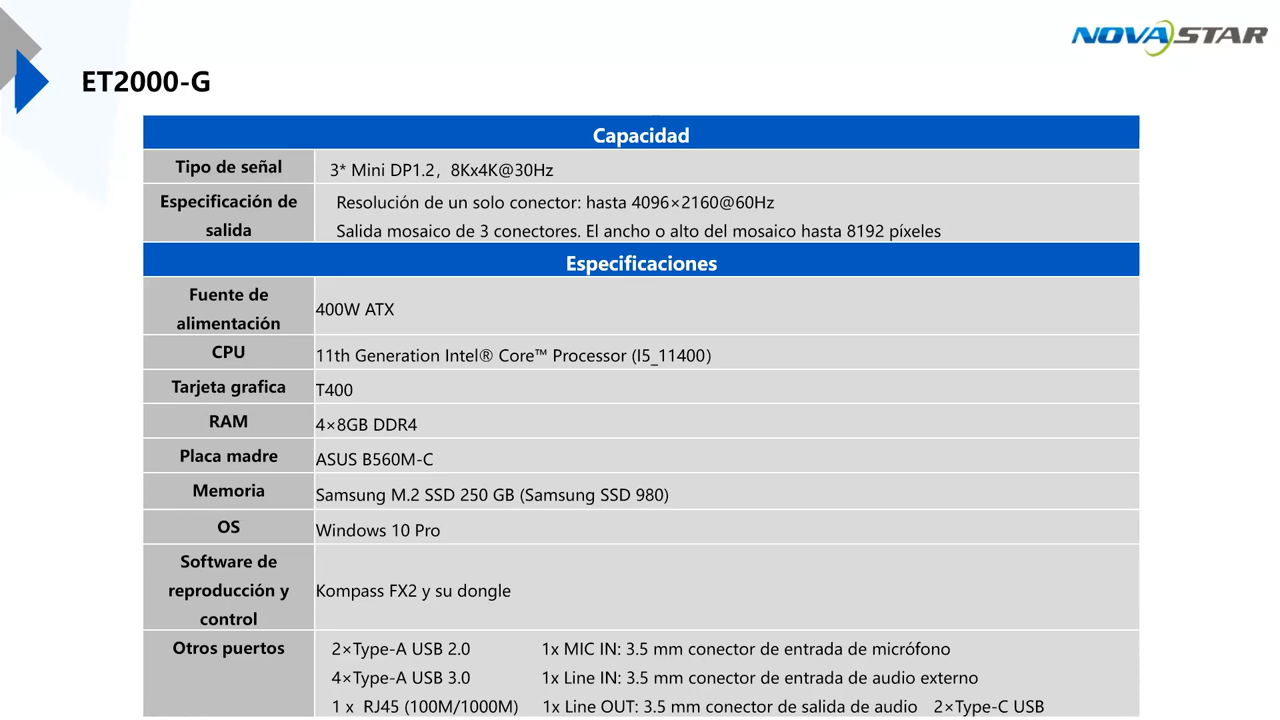 NOVASTAR
ET2000-G
Capacidad
Tipo de señal
3* Mini DP1.2，8Kx4K@30Hz
Especificación de
salida
Resolución de un solo conector: hasta 4096×2160@60Hz
Salida mosaico de 3 conectores. El ancho o alto del mosaico hasta 8192 píxeles
Especificaciones
Fuente de
alimentación
400W ATX
CPU
11th Generation Intel® Core™ Processor (I5_11400）
Tarjeta grafica
T400
RAM
4×8GB DDR4
Placa madre
ASUS B560M-C
Memoria
Samsung M.2 SSD 250 GB (Samsung SSD 980)
OS
Windows 10 Pro
Software de
reproducción y
control
Kompass FX2 y su dongle
Otros puertos
2×Type-A USB 2.0 1x MIC IN: 3.5 mm conector de entrada de micrófono
4×Type-A USB 3.0 1x Line IN: 3.5 mm conector de entrada de audio externo
1 x RJ45 (100M/1000M) 1x Line OUT: 3.5 mm conector de salida de audio 2×Type-C USB